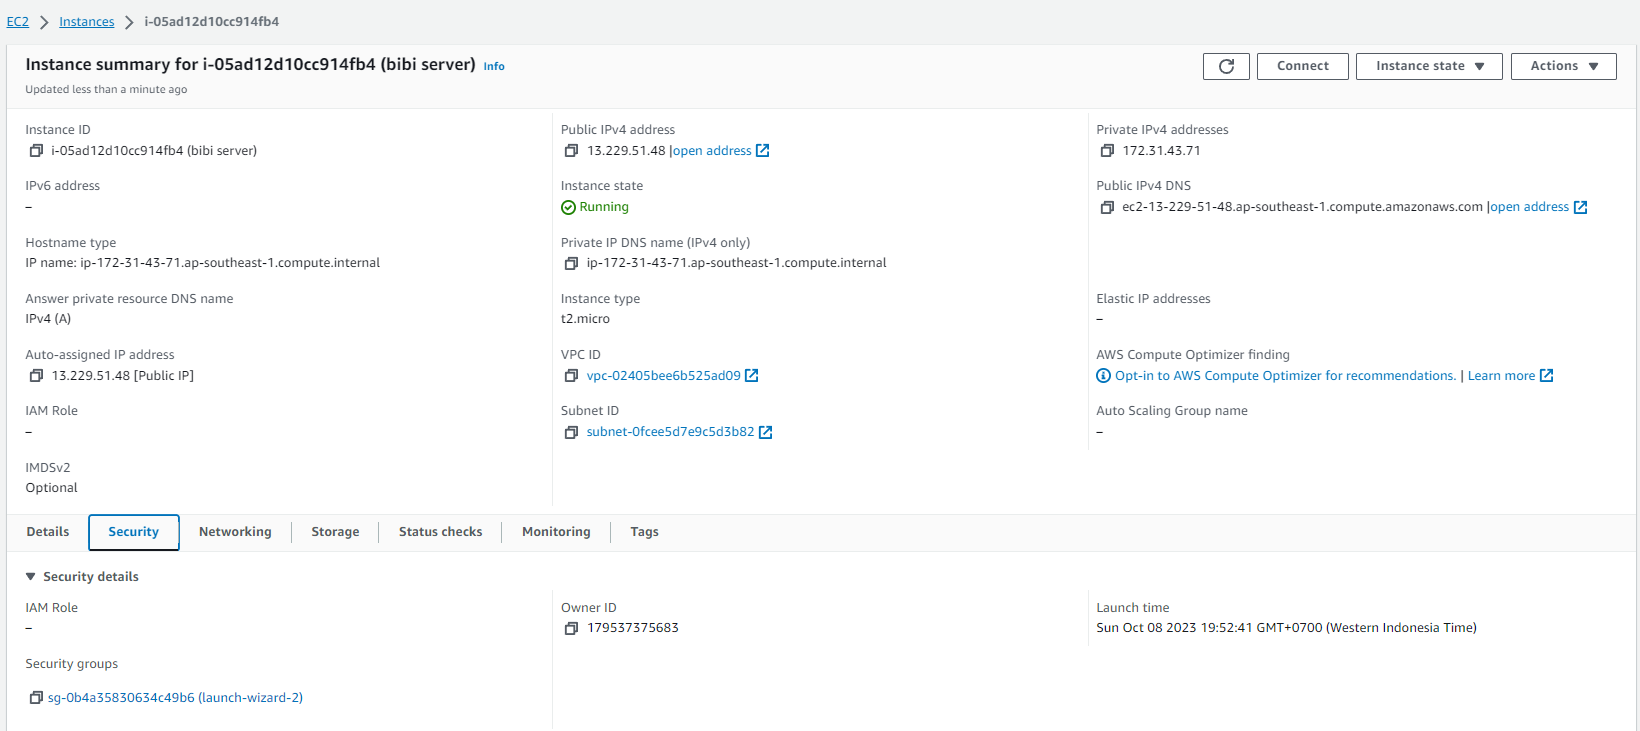 EC2 > Instances > i-05ad12d10cc914fb4
Instance summary for i-05ad12d10cc914fb4 (bibi server) Info
Updated less than a minute ago
Connect
Instance state
Actions
Instance ID
i-05ad12d10cc914fb4 (bibi server)
Public IPv4 address
13.229.51.48 |open address
Private IPv4 addresses
172.31.43.71
IPv6 address
–
Instance state
Running
Public IPv4 DNS
ec2-13-229-51-48.ap-southeast-1.compute.amazonaws.com |open address
Hostname type
IP name: ip-172-31-43-71.ap-southeast-1.compute.internal
Private IP DNS name (IPv4 only)
ip-172-31-43-71.ap-southeast-1.compute.internal
Answer private resource DNS name
IPv4 (A)
Instance type
t2.micro
Elastic IP addresses
–
Auto-assigned IP address
13.229.51.48 [Public IP]
VPC ID
vpc-02405bee6b525ad09
AWS Compute Optimizer finding
Opt-in to AWS Compute Optimizer for recommendations. | Learn more
IAM Role
–
Subnet ID
subnet-0fcee5d7e9c5d3b82
Auto Scaling Group name
–
IMDSv2
Optional
Details
Security
Networking
Storage
Status checks
Monitoring
Tags
Security details
IAM Role
–
Owner ID
179537375683
Launch time
Sun Oct 08 2023 19:52:41 GMT+0700 (Western Indonesia Time)
Security groups
sg-0b4a35830634c49b6 (launch-wizard-2)